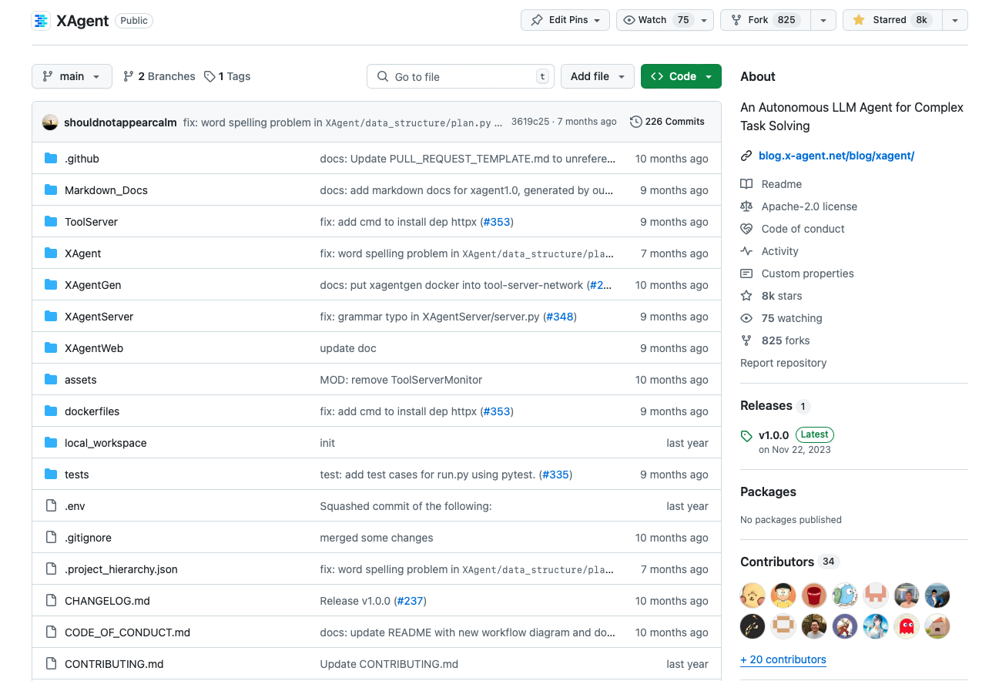 XAgent Public Edit Pins Watch 75 Fork 825 Starred 8k
main 2 Branches 1 Tags Go to file t Add file Code
shouldnotappearcalm fix: word spelling problem in XAgent/data_structure/plan.py ... 3619c25 · 7 months ago 226 Commits
.github docs: Update PULL_REQUEST_TEMPLATE.md to unrefere... 10 months ago
Markdown_Docs docs: add markdown docs for xagent1.0, generated by ou... 9 months ago
ToolServer fix: add cmd to install dep httpx (#353) 9 months ago
XAgent fix: word spelling problem in XAgent/data_structure/pla... 7 months ago
XAgentGen docs: put xagentgen docker into tool-server-network (#2... 10 months ago
XAgentServer fix: grammar typo in XAgentServer/server.py (#348) 9 months ago
XAgentWeb update doc 9 months ago
assets MOD: remove ToolServerMonitor 10 months ago
dockerfiles fix: add cmd to install dep httpx (#353) 9 months ago
local_workspace init last year
tests test: add test cases for run.py using pytest. (#335) 9 months ago
.env Squashed commit of the following: last year
.gitignore merged some changes 10 months ago
.project_hierarchy.json fix: word spelling problem in XAgent/data_structure/pla... 7 months ago
CHANGELOG.md Release v1.0.0 (#237) 10 months ago
CODE_OF_CONDUCT.md docs: update README with new workflow diagram and do... 10 months ago
CONTRIBUTING.md Update CONTRIBUTING.md last year
About
An Autonomous LLM Agent for Complex
Task Solving
blog.x-agent.net/blog/xagent/
Readme
Apache-2.0 license
Code of conduct
Activity
Custom properties
8k stars
75 watching
825 forks
Report repository
Releases 1
v1.0.0 Latest
on Nov 22, 2023
Packages
No packages published
Contributors 34
+ 20 contributors